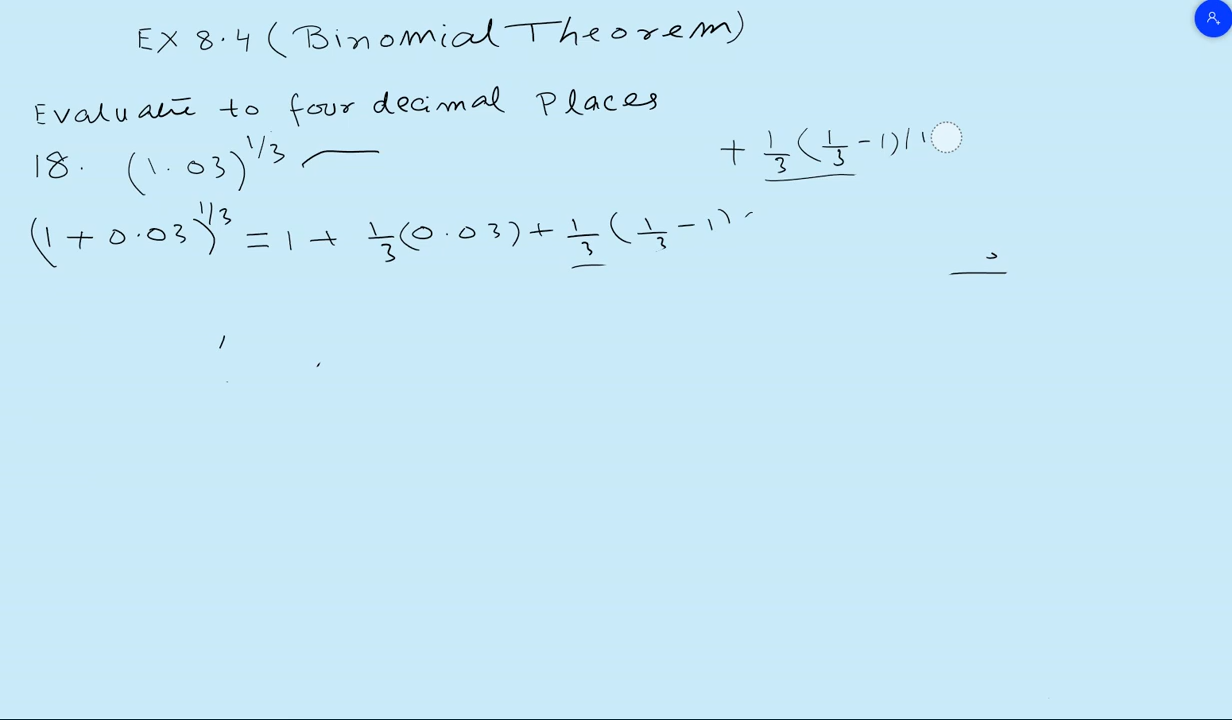 EX 8.4 (Binomial Theorem)
Evaluate to four decimal Places
18. (1.03)^1/3
+ 1/3 (1/3 - 1)
(1 + 0.03)^1/3 = 1 + 1/3 (0.03) + 1/3 (1/3 - 1)